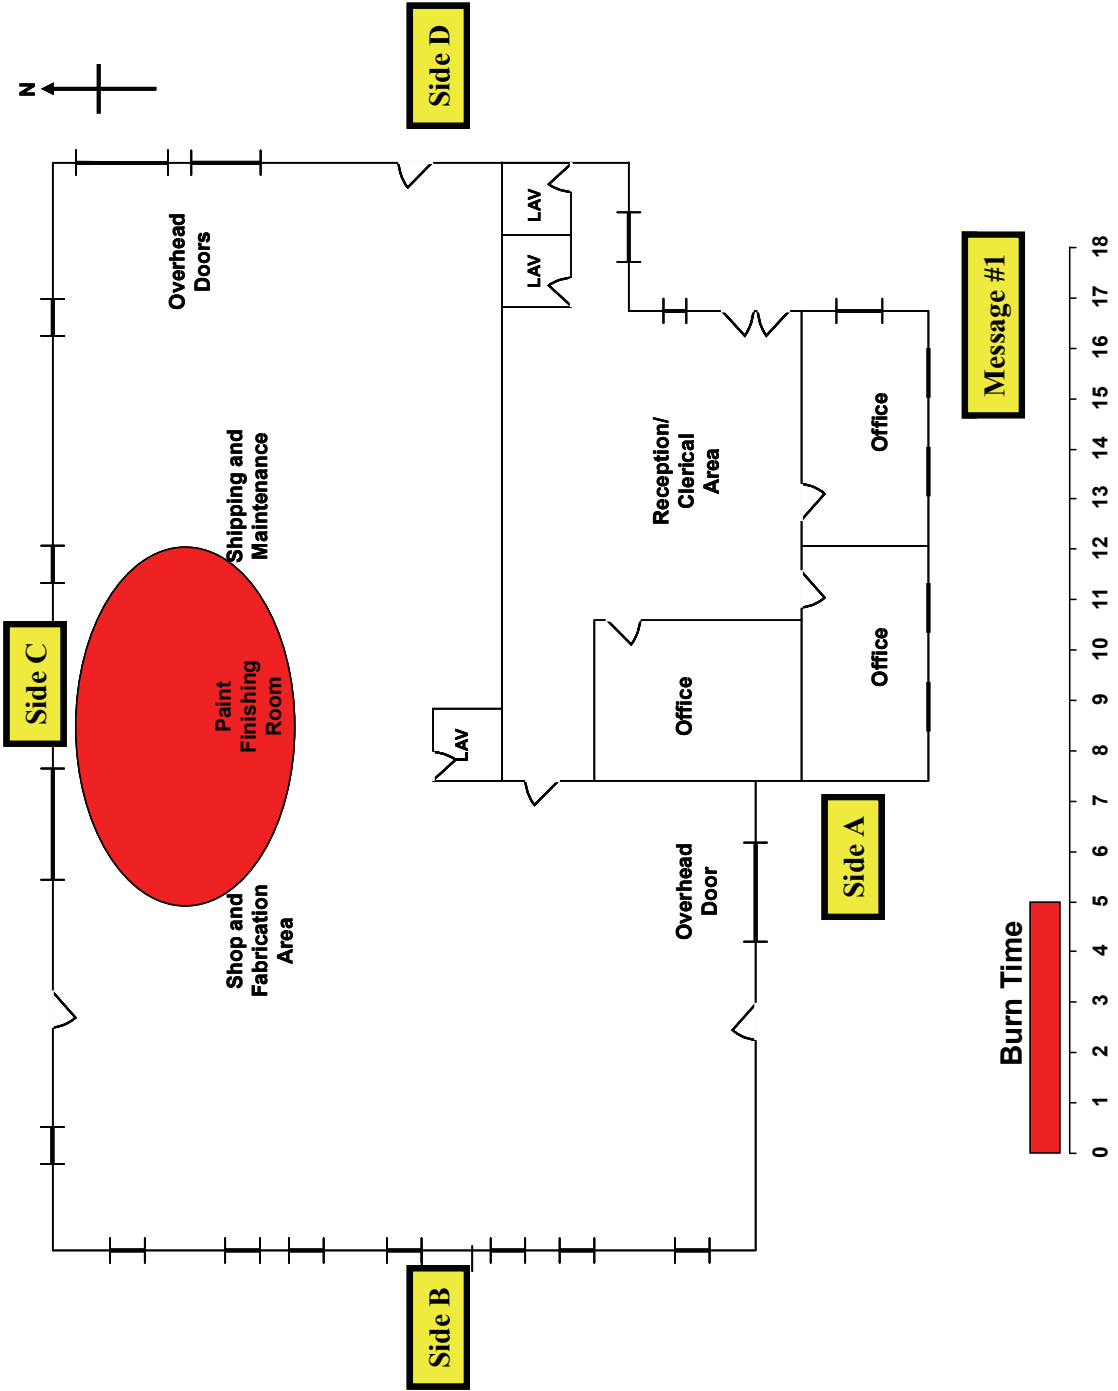 Side C
N
Side D
Side B
Overhead
Doors
Shipping and
Maintenance
Paint
Finishing
Room
Shop and
Fabrication
Area
LAV
LAV
LAV
Reception/
Clerical
Area
Office
Office
Office
Overhead
Door
Side A
Message #1
Burn Time
0 1 2 3 4 5 6 7 8 9 10 11 12 13 14 15 16 17 18